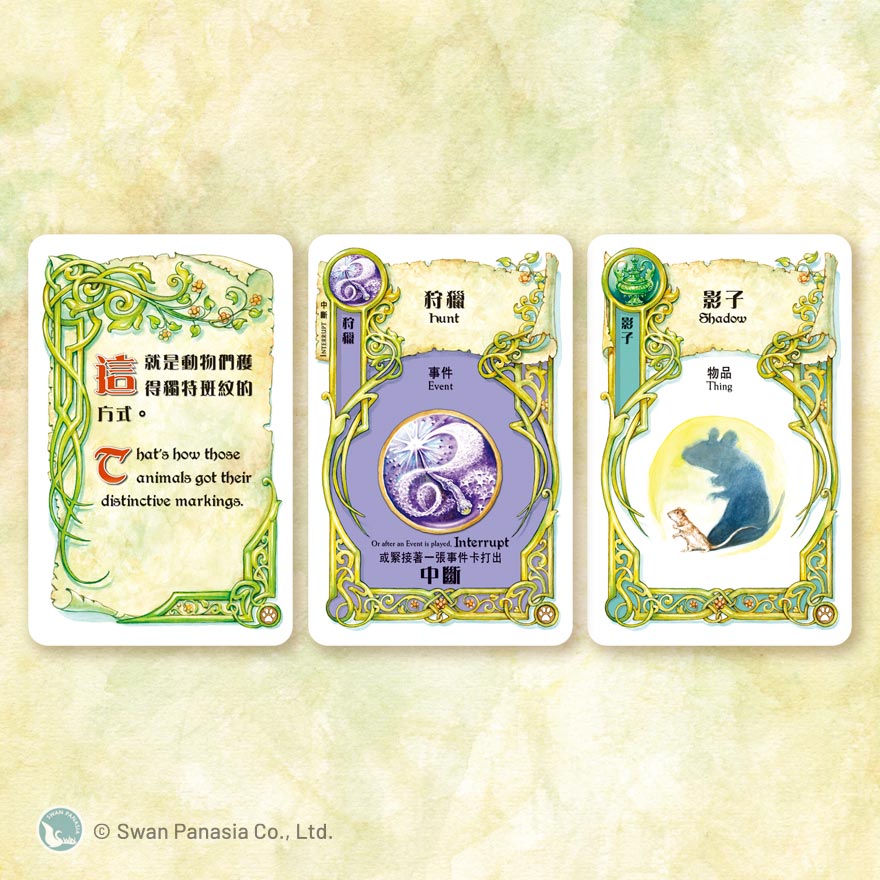 這就是動物們獲
得獨特班紋的
方式。
That's how those
animals got their
distinctive markings.
中斷
INTERRUPT
狩獵
狩獵
Hunt
事件
Event
Or after an Event is played, Interrupt
或緊接著一張事件卡打出
中斷
影子
影子
Shadow
物品
Thing
SWAN PANASIA
© Swan Panasia Co., Ltd.